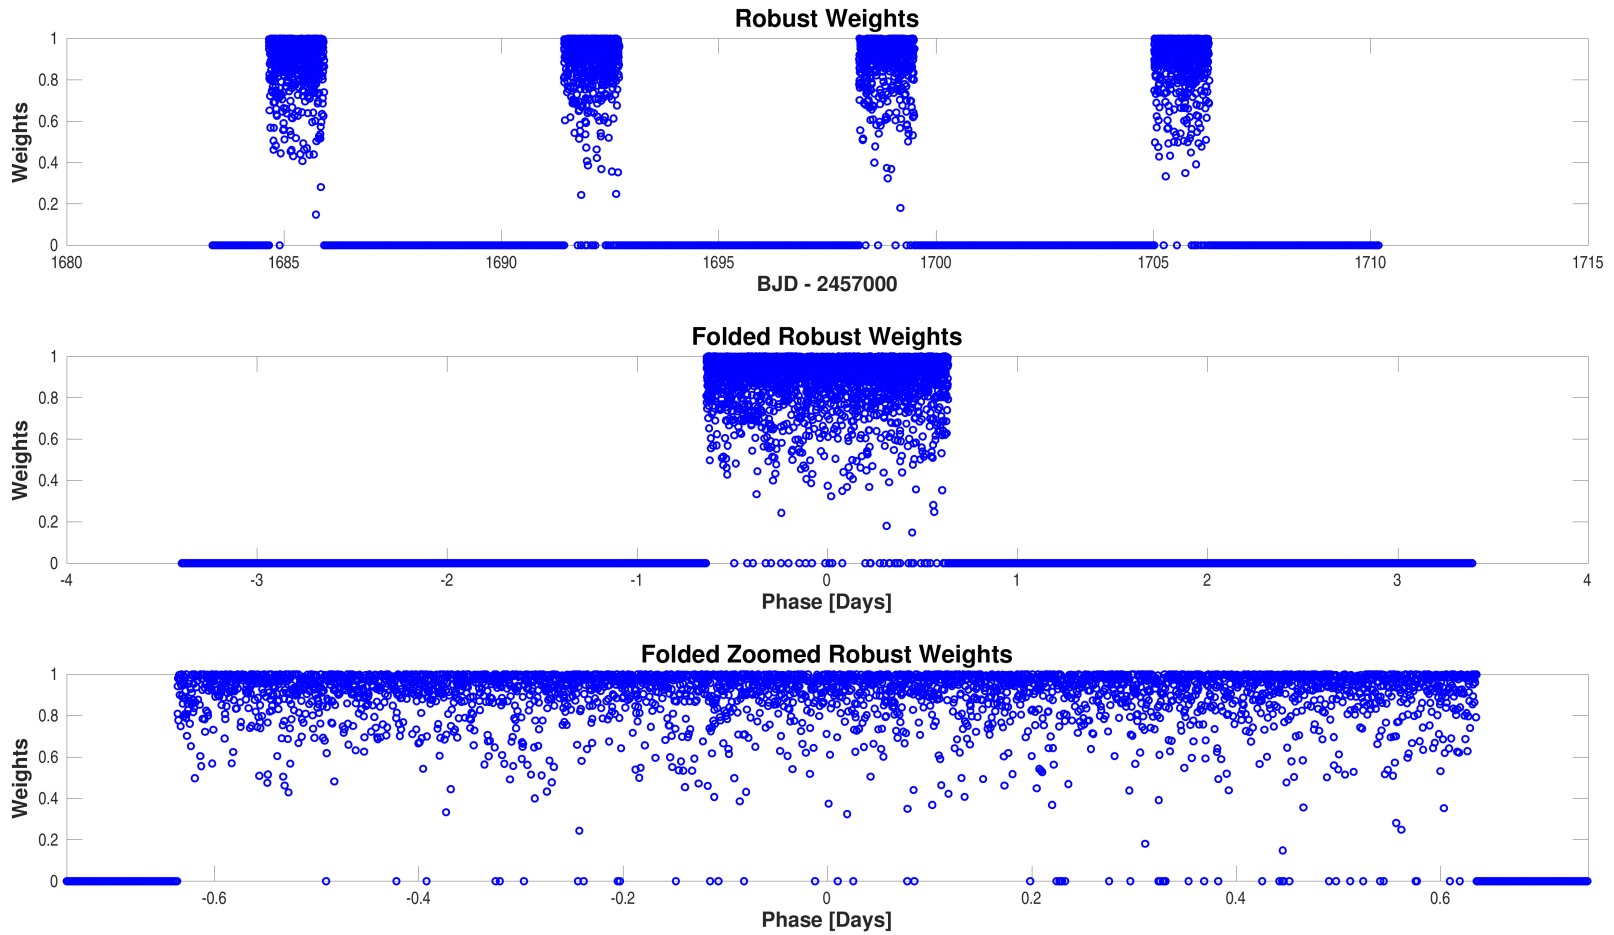 Robust Weights
1
0.8
0.6
0.4
0.2
0
Weights
1680 1685 1690 1695 1700 1705 1710 1715
BJD - 2457000
Folded Robust Weights
1
0.8
0.6
0.4
0.2
0
Weights
-4 -3 -2 -1 0 1 2 3 4
Phase [Days]
Folded Zoomed Robust Weights
1
0.8
0.6
0.4
0.2
0
Weights
-0.6 -0.4 -0.2 0 0.2 0.4 0.6
Phase [Days]